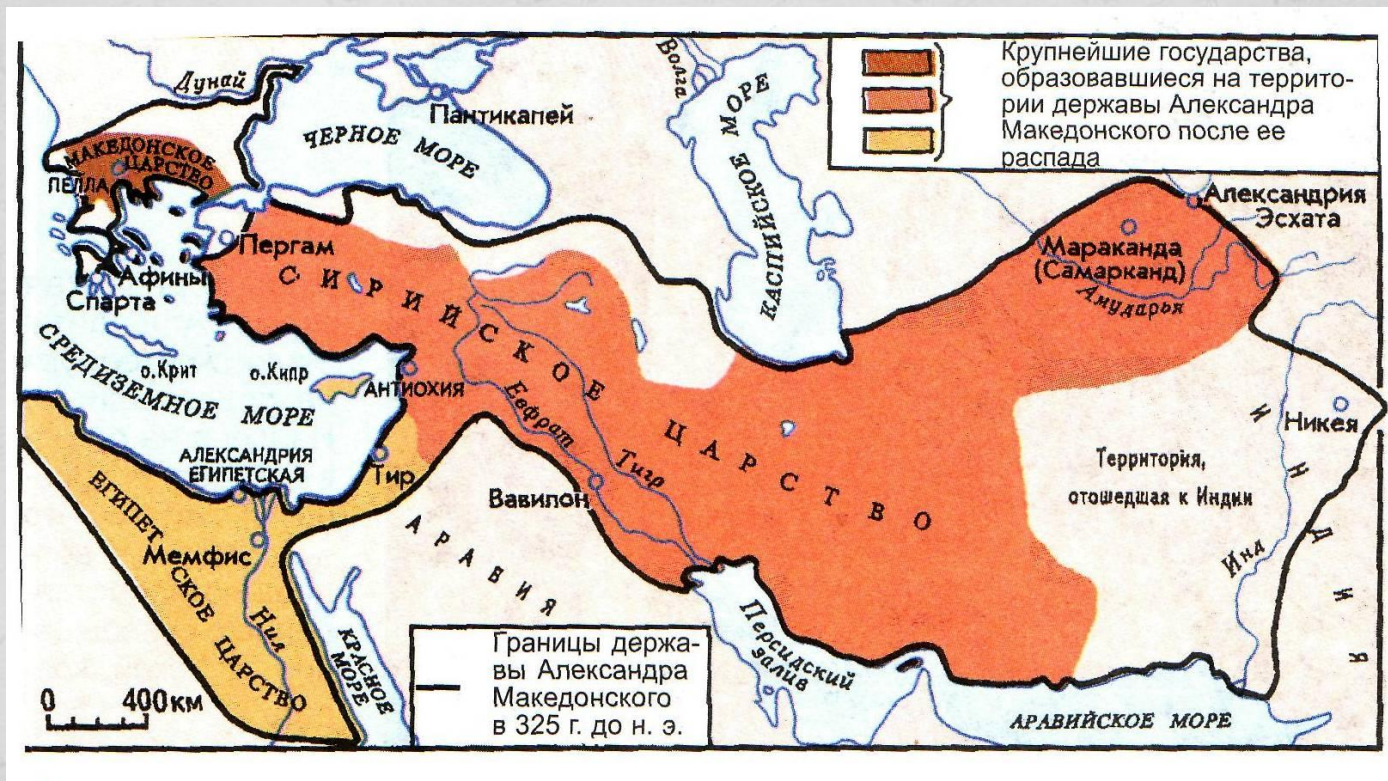 Крупнейшие государства,
образовавшиеся на террито-
рии державы Александра
Македонского после ее
распада
Дунай
Волга
Пантикапей
ЧЕРНОЕ МОРЕ
КАСПИЙСКОЕ МОРЕ
МАКЕДОНСКОЕ
ЦАРСТВО
ПЕЛЛА
Александрия
Эсхата
Мараканда
(Самарканд)
Амударья
Пергам
Афины
Спарта
СИРИЙСКОЕ ЦАРСТВО
о.Крит
о.Кипр
АНТИОХИЯ
СРЕДИЗЕМНОЕ МОРЕ
Евфрат
Тигр
Никея
ИНДИЯ
Территория,
отошедшая к Индии
АЛЕКСАНДРИЯ
ЕГИПЕТСКАЯ
Тир
Вавилон
ЕГИПЕТСКОЕ ЦАРСТВО
Мемфис
АРАВИЯ
Инд
Нил
КРАСНОЕ
МОРЕ
Персидский
залив
АРАВИЙСКОЕ МОРЕ
0 400км
Границы держа-
вы Александра
Македонского
в 325 г. до н. э.